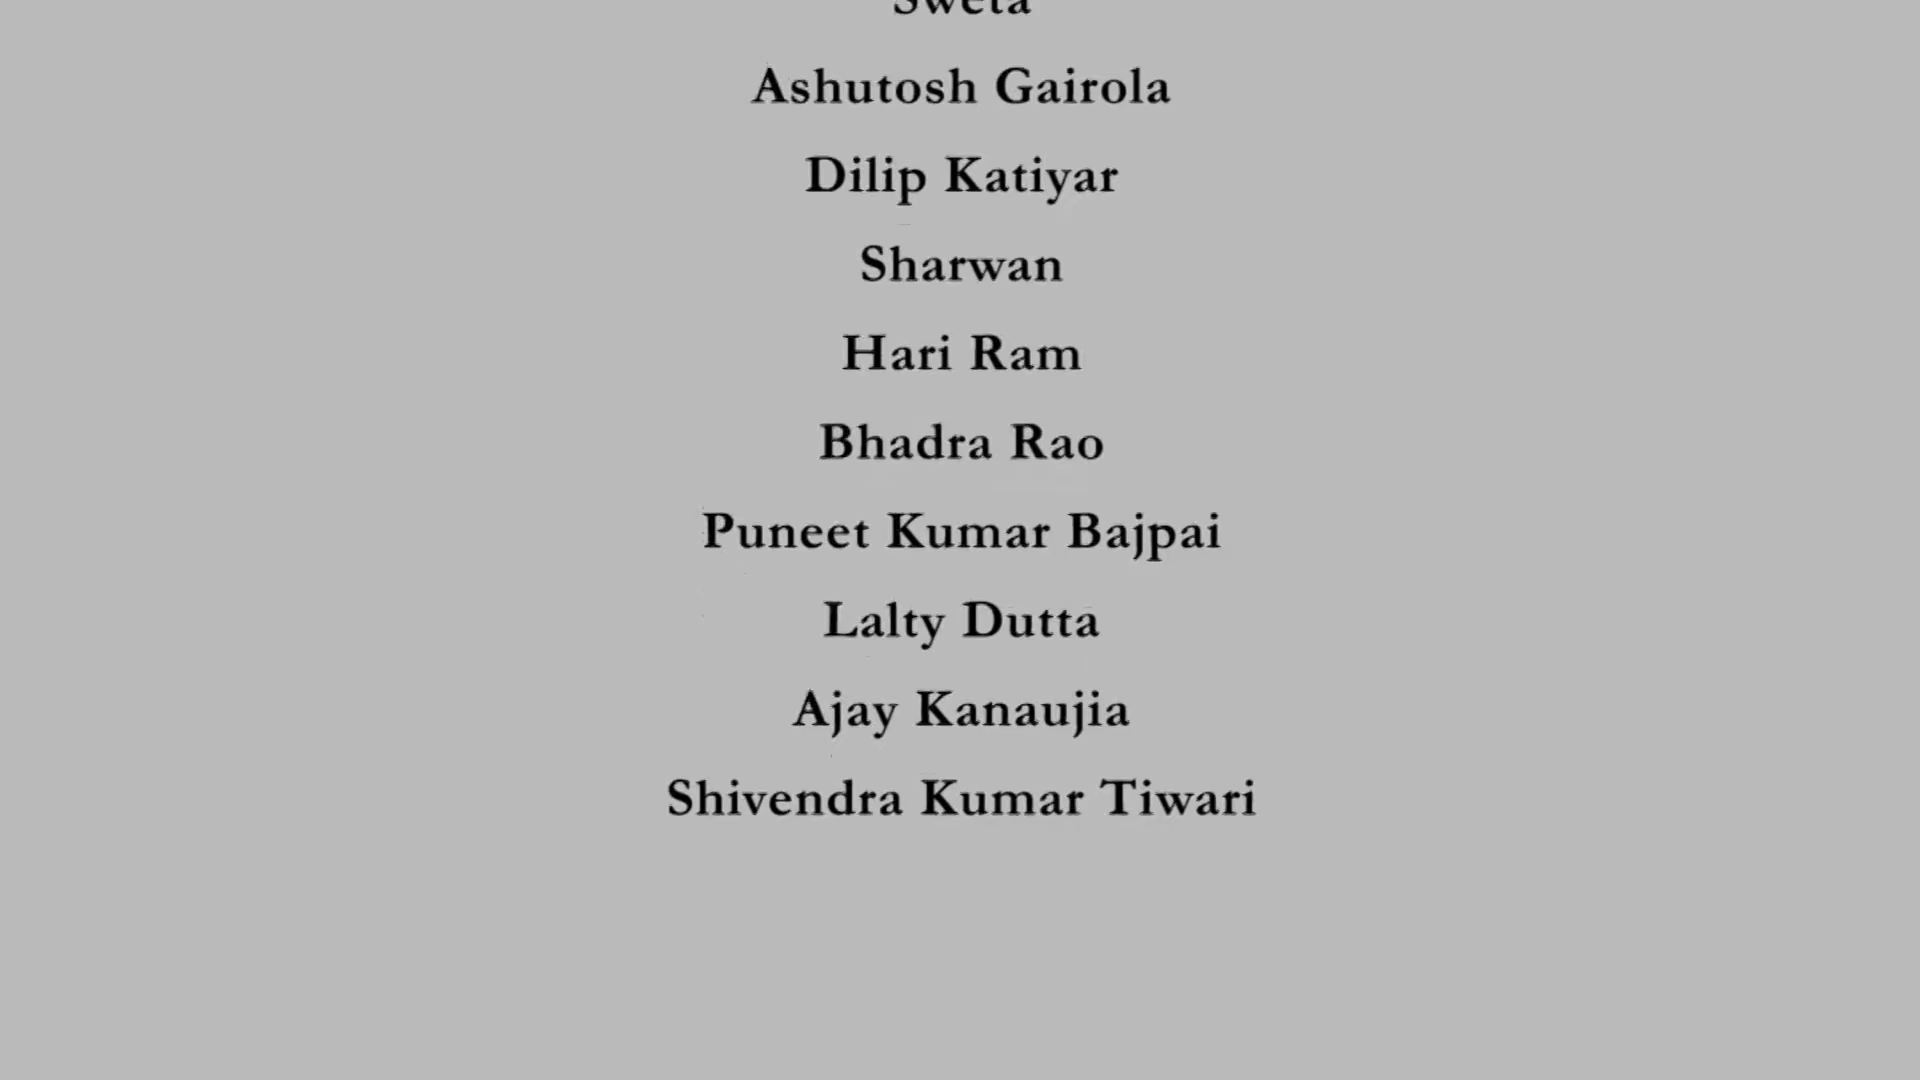 Sweta
Ashutosh Gairola
Dilip Katiyar
Sharwan
Hari Ram
Bhadra Rao
Puneet Kumar Bajpai
Lalty Dutta
Ajay Kanaujia
Shivendra Kumar Tiwari